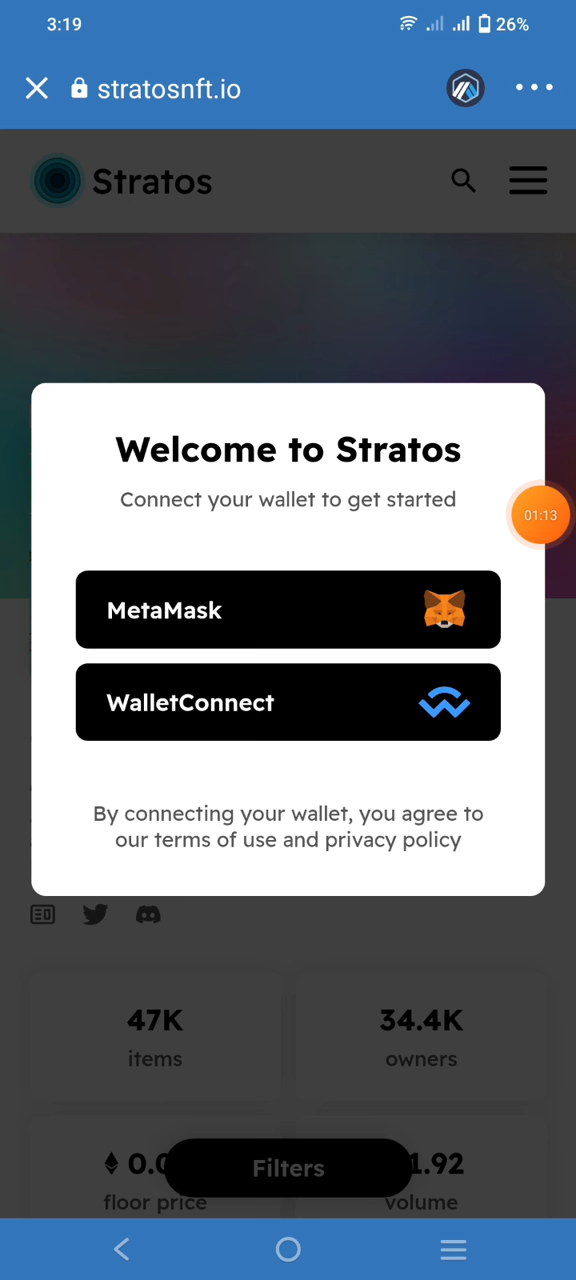 3:19
26%
stratosnft.io
Stratos
Welcome to Stratos
Connect your wallet to get started
01:13
MetaMask
WalletConnect
By connecting your wallet, you agree to
our terms of use and privacy policy
47K
34.4K
items
owners
0.0
1.92
Filters
floor price
volume